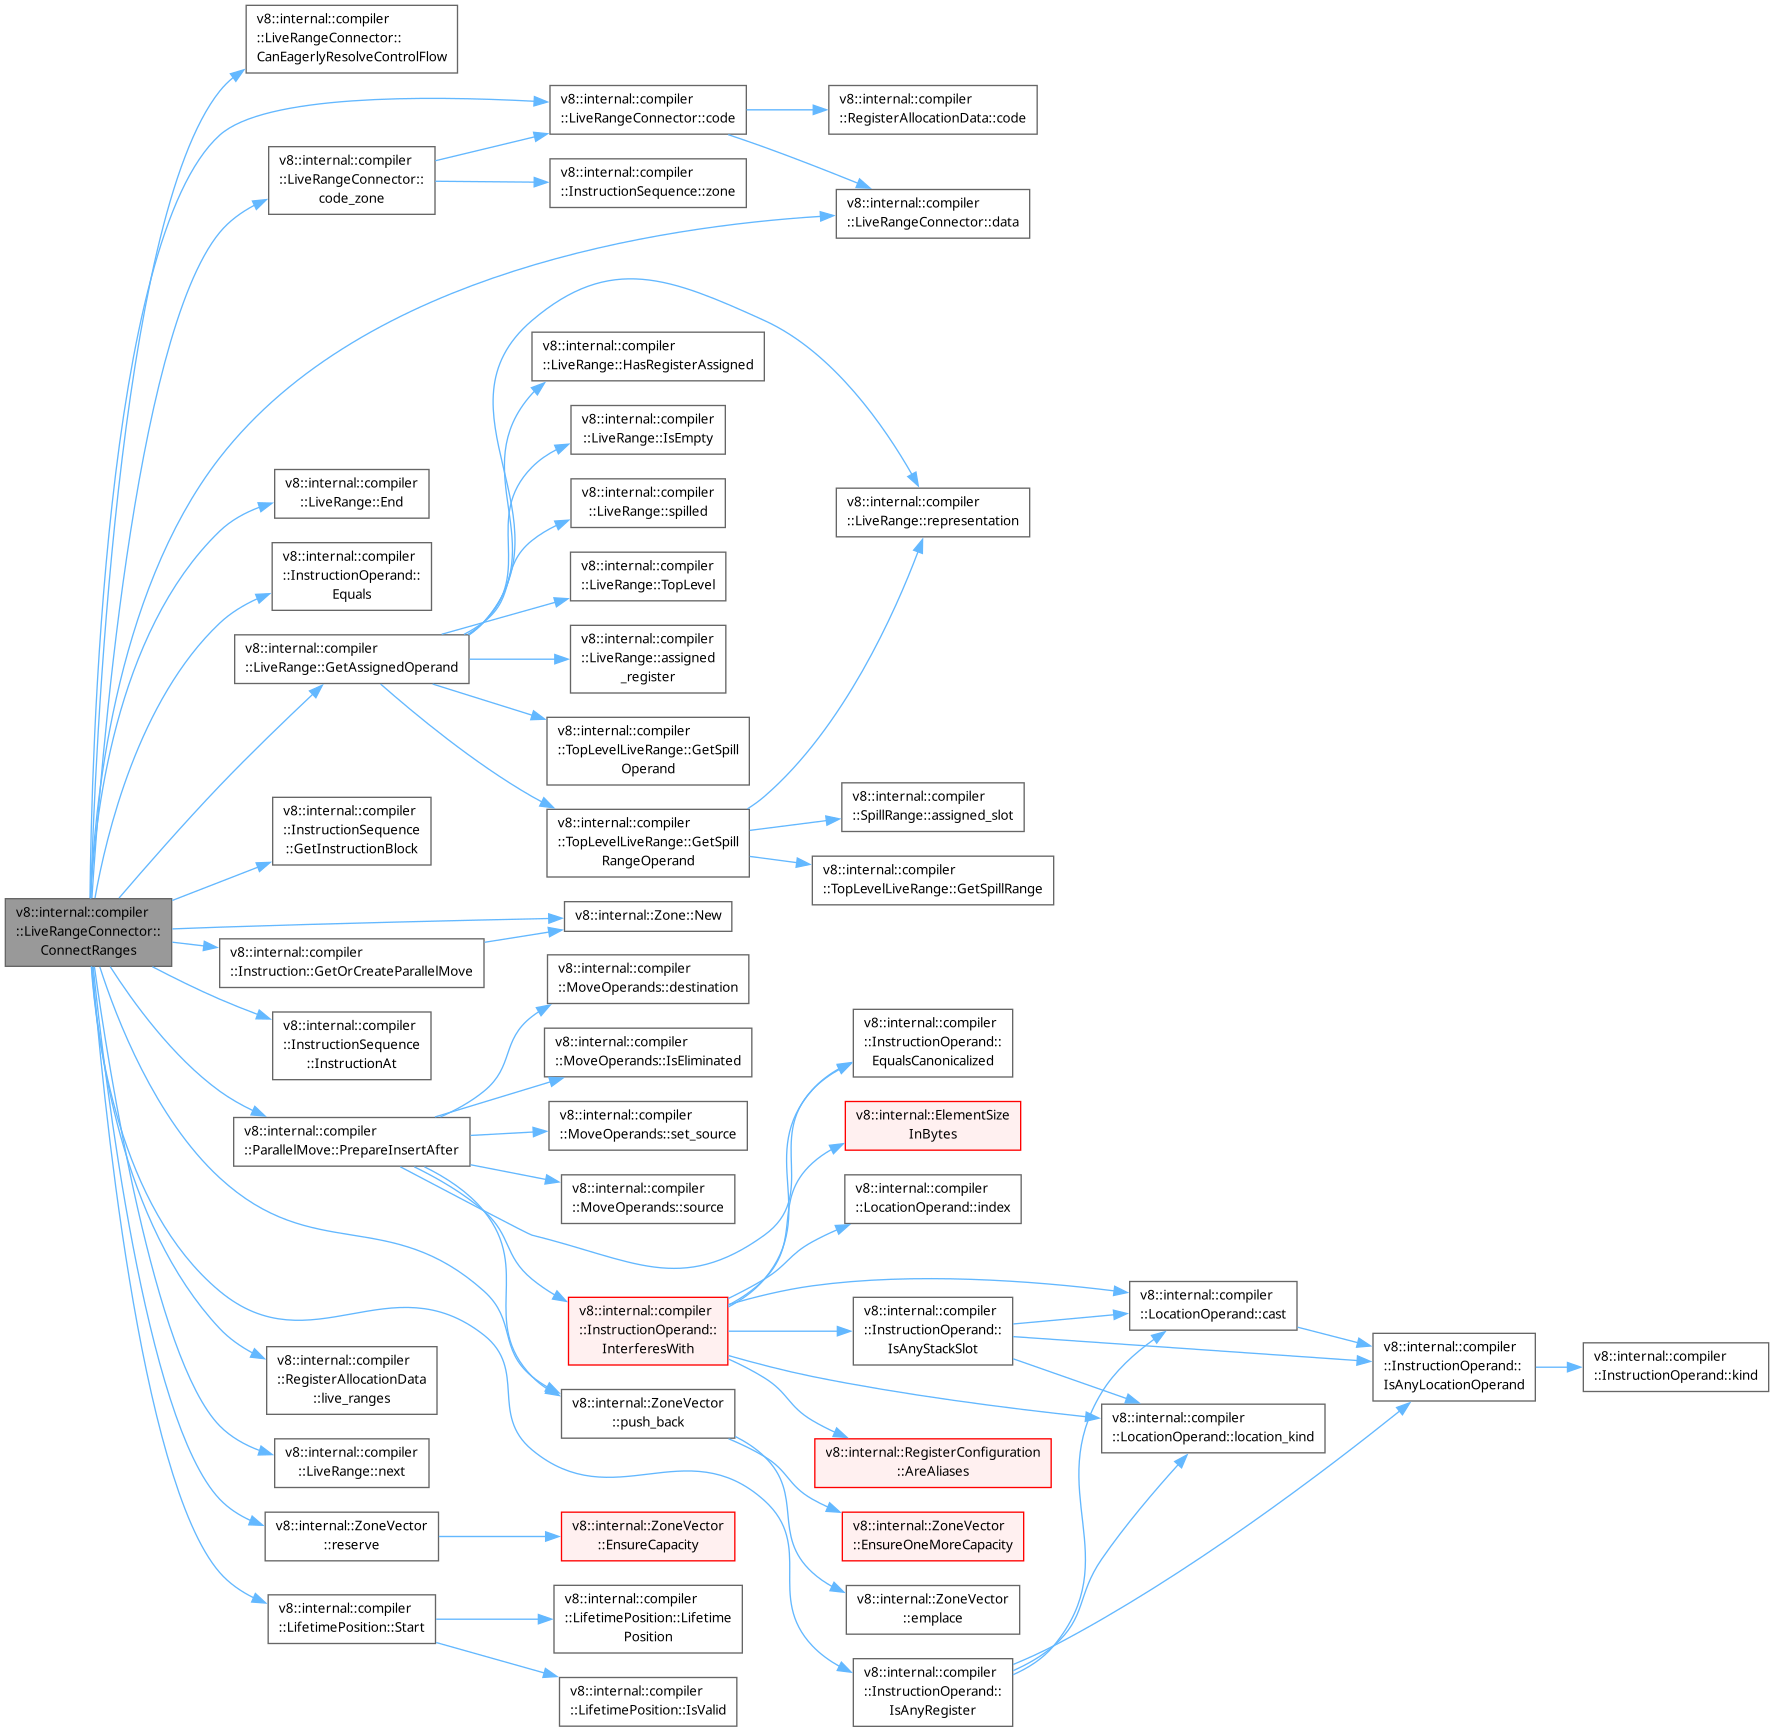 v8::internal::compiler
::LiveRangeConnector::
CanEagerlyResolveControlFlow
v8::internal::compiler
::LiveRangeConnector::code
v8::internal::compiler
::RegisterAllocationData::code
v8::internal::compiler
::LiveRangeConnector::
code_zone
v8::internal::compiler
::InstructionSequence::zone
v8::internal::compiler
::LiveRangeConnector::data
v8::internal::compiler
::LiveRange::HasRegisterAssigned
v8::internal::compiler
::LiveRange::IsEmpty
v8::internal::compiler
::LiveRange::End
v8::internal::compiler
::LiveRange::spilled
v8::internal::compiler
::LiveRange::representation
v8::internal::compiler
::InstructionOperand::
Equals
v8::internal::compiler
::LiveRange::TopLevel
v8::internal::compiler
::LiveRange::GetAssignedOperand
v8::internal::compiler
::LiveRange::assigned
_register
v8::internal::compiler
::TopLevelLiveRange::GetSpill
Operand
v8::internal::compiler
::InstructionSequence
::GetInstructionBlock
v8::internal::compiler
::TopLevelLiveRange::GetSpill
RangeOperand
v8::internal::compiler
::SpillRange::assigned_slot
v8::internal::compiler
::TopLevelLiveRange::GetSpillRange
v8::internal::compiler
::LiveRangeConnector::
ConnectRanges
v8::internal::Zone::New
v8::internal::compiler
::Instruction::GetOrCreateParallelMove
v8::internal::compiler
::MoveOperands::destination
v8::internal::compiler
::InstructionSequence
::InstructionAt
v8::internal::compiler
::MoveOperands::IsEliminated
v8::internal::compiler
::InstructionOperand::
EqualsCanonicalized
v8::internal::compiler
::ParallelMove::PrepareInsertAfter
v8::internal::compiler
::MoveOperands::set_source
v8::internal::ElementSize
InBytes
v8::internal::compiler
::MoveOperands::source
v8::internal::compiler
::LocationOperand::index
v8::internal::compiler
::InstructionOperand::
InterferesWith
v8::internal::compiler
::InstructionOperand::
IsAnyStackSlot
v8::internal::compiler
::LocationOperand::cast
v8::internal::compiler
::InstructionOperand::
IsAnyLocationOperand
v8::internal::compiler
::InstructionOperand::kind
v8::internal::compiler
::RegisterAllocationData
::live_ranges
v8::internal::ZoneVector
::push_back
v8::internal::compiler
::LocationOperand::location_kind
v8::internal::compiler
::LiveRange::next
v8::internal::RegisterConfiguration
::AreAliases
v8::internal::ZoneVector
::reserve
v8::internal::ZoneVector
::EnsureCapacity
v8::internal::ZoneVector
::EnsureOneMoreCapacity
v8::internal::compiler
::LifetimePosition::Start
v8::internal::compiler
::LifetimePosition::Lifetime
Position
v8::internal::ZoneVector
::emplace
v8::internal::compiler
::LifetimePosition::IsValid
v8::internal::compiler
::InstructionOperand::
IsAnyRegister